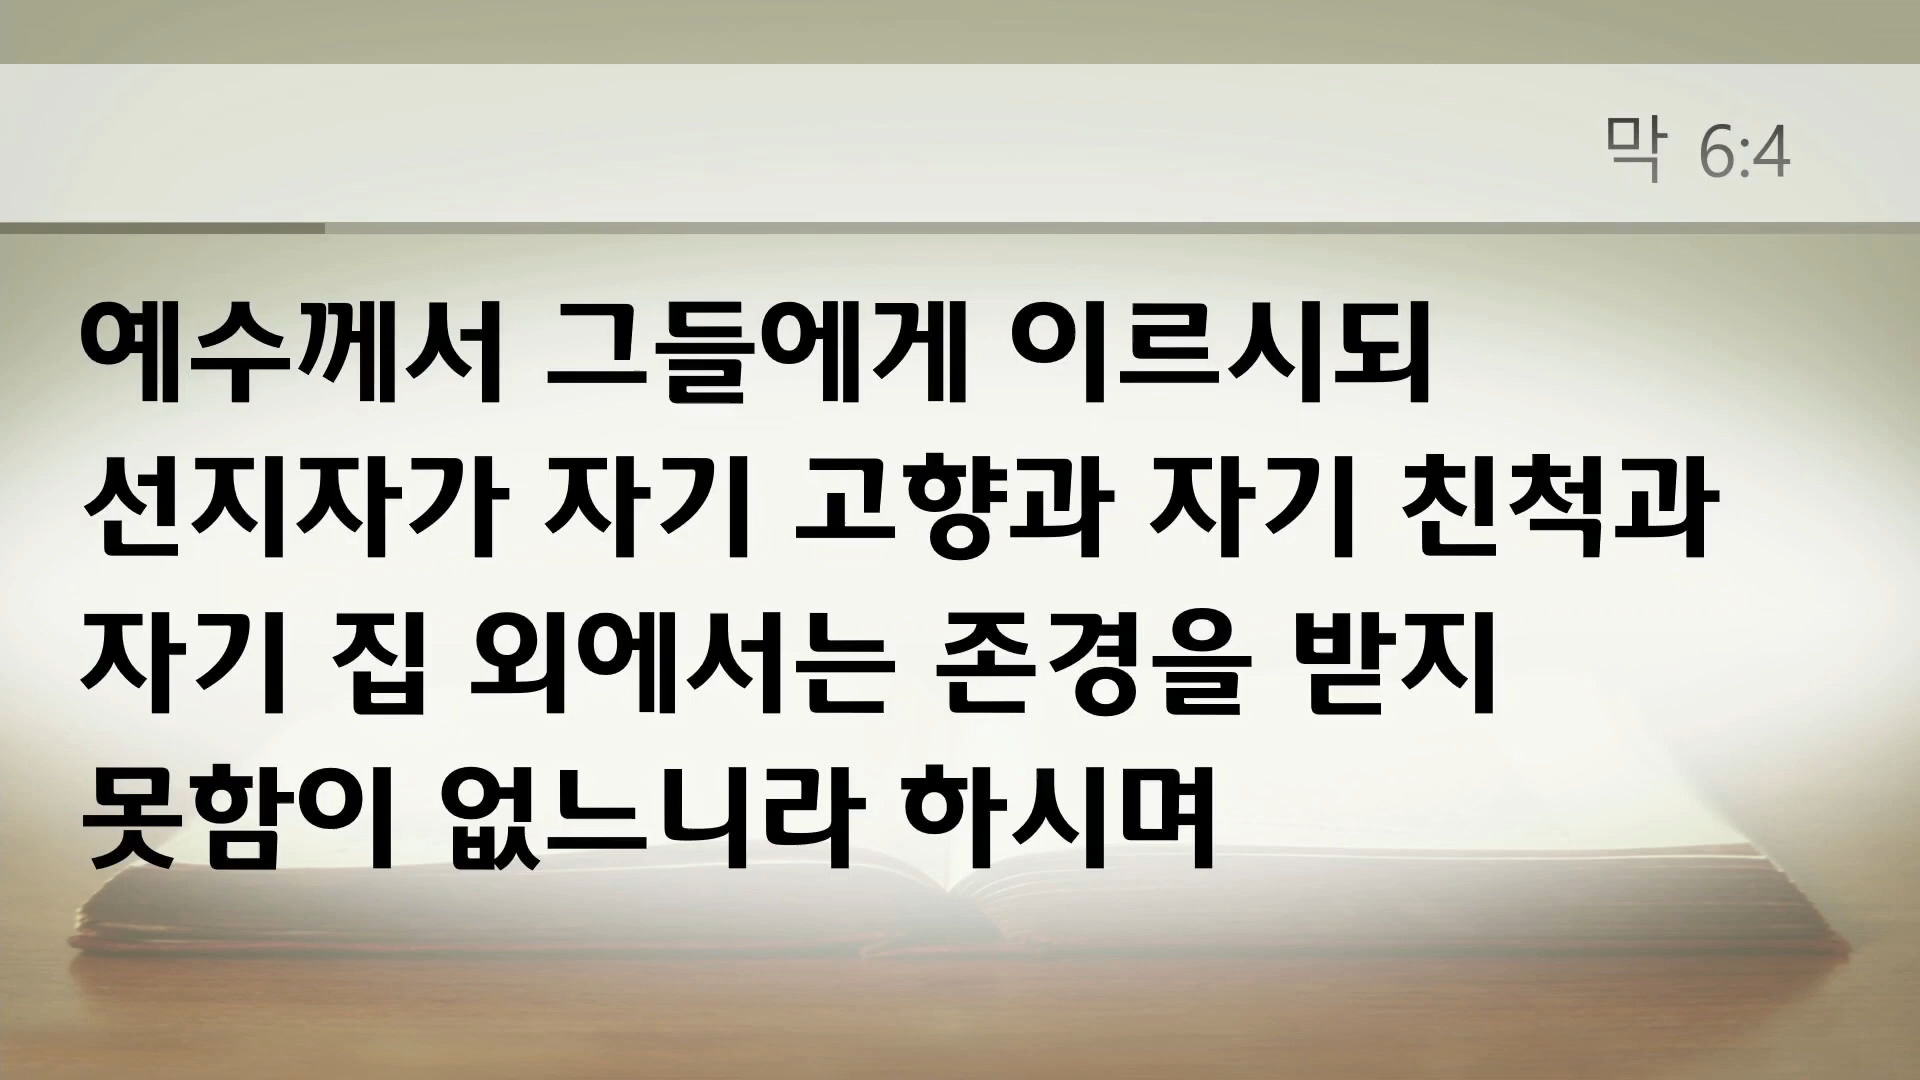 막 6:4
예수께서 그들에게 이르시되
선지자가 자기 고향과 자기 친척과
자기 집 외에서는 존경을 받지
못함이 없느니라 하시며